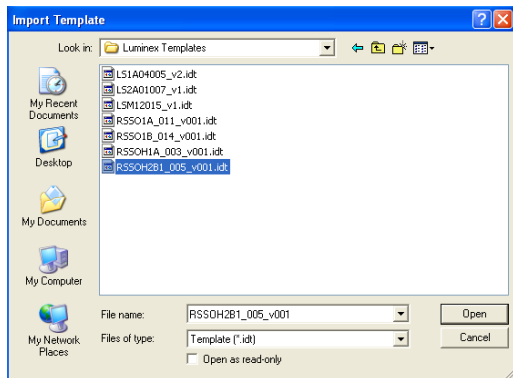 Import Template
Look in: Luminex Templates
My Recent Documents
Desktop
My Documents
My Computer
My Network Places
LS1A04005_v2.idt
LS2A01007_v1.idt
LSM12015_v1.idt
RSSO1A_011_v001.idt
RSSO1B_014_v001.idt
RSSOH1A_003_v001.idt
RSSOH2B1_005_v001.idt
File name: RSSOH2B1_005_v001 Open
Files of type: Template (*.idt) Cancel
Open as read-only